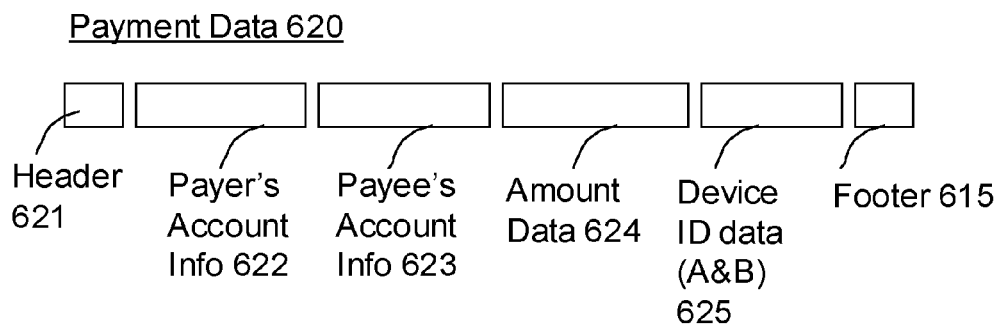 Payment Data 620
Header
621
Payer's
Account
Info 622
Payee's
Account
Info 623
Amount
Data 624
Device
ID data
(A&B)
625
Footer 615